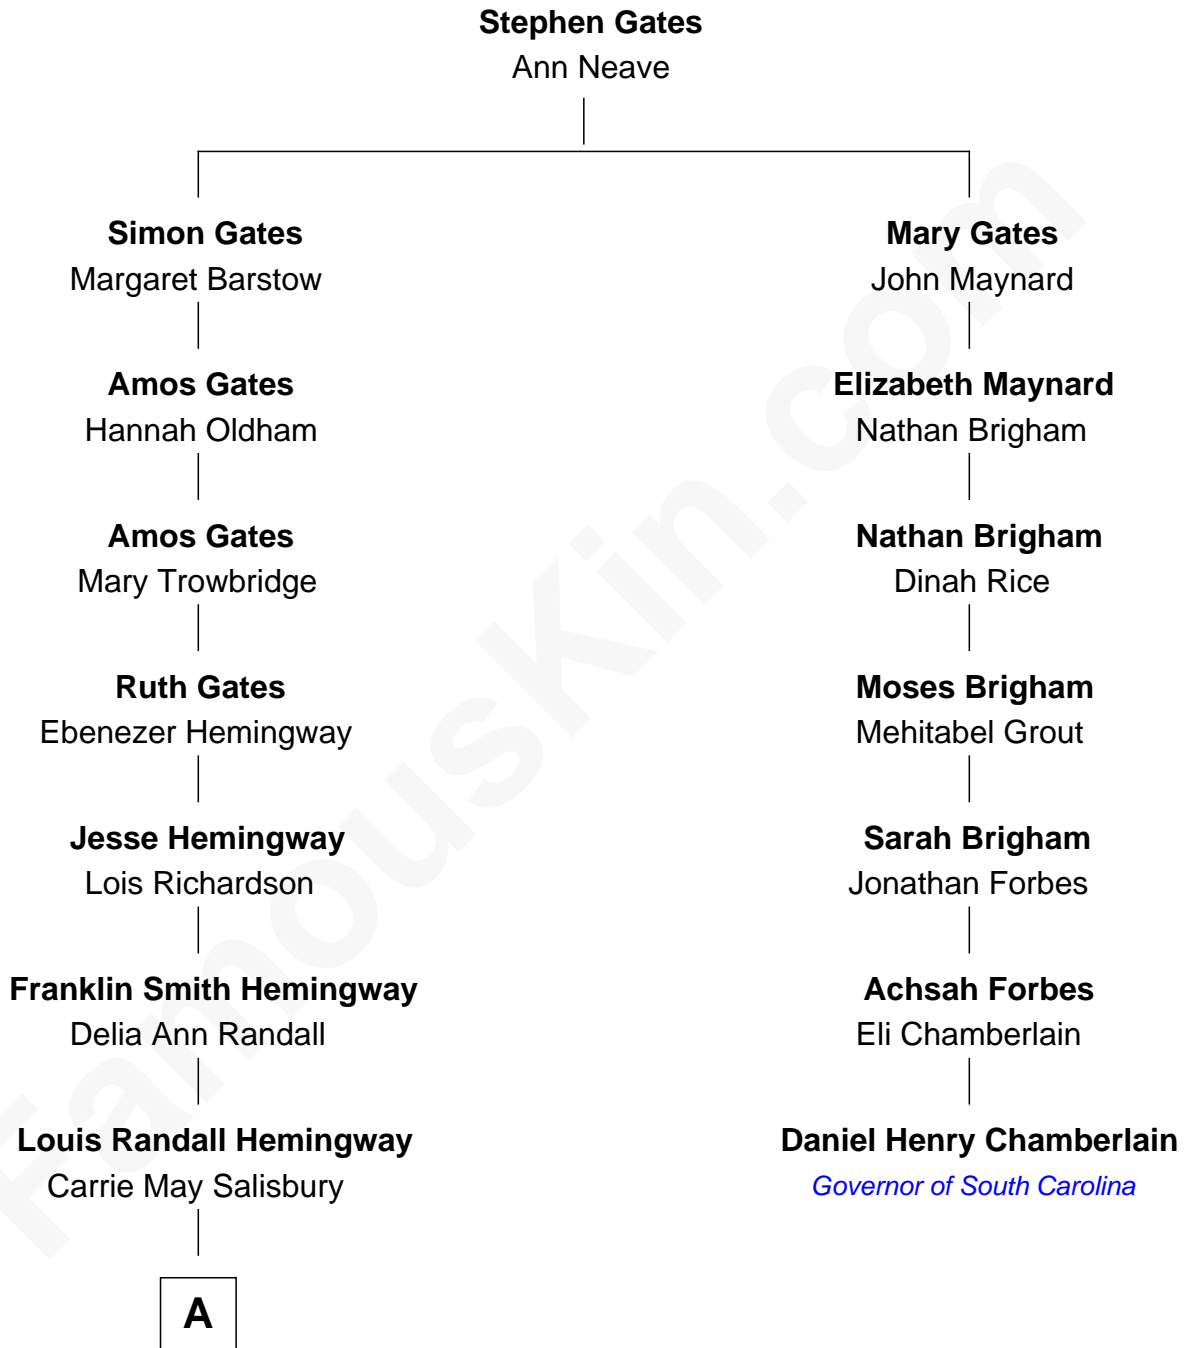 Stephen Gates
Ann Neave
Simon Gates
Margaret Barstow
Amos Gates
Hannah Oldham
Amos Gates
Mary Trowbridge
Ruth Gates
Ebenezer Hemingway
Jesse Hemingway
Lois Richardson
Franklin Smith Hemingway
Delia Ann Randall
Louis Randall Hemingway
Carrie May Salisbury
A
Mary Gates
John Maynard
Elizabeth Maynard
Nathan Brigham
Nathan Brigham
Dinah Rice
Moses Brigham
Mehitabel Grout
Sarah Brigham
Jonathan Forbes
Achsah Forbes
Eli Chamberlain
Daniel Henry Chamberlain
Governor of South Carolina
FamousKin.com